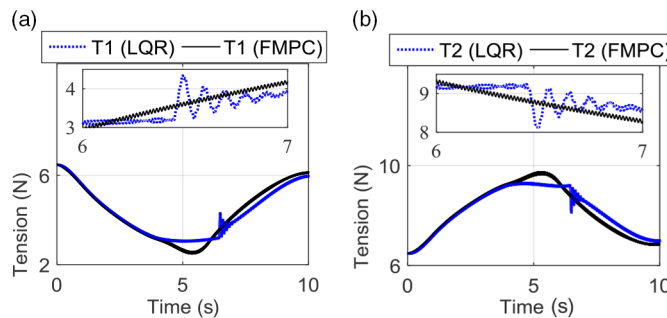 (a)
T1 (LQR) T1 (FMPC)
4
3
6 7
6
2
Tension (N)
0 5 10
Time (s)
(b)
T2 (LQR) T2 (FMPC)
9
8
6 7
10
6
Tension (N)
0 5 10
Time (s)